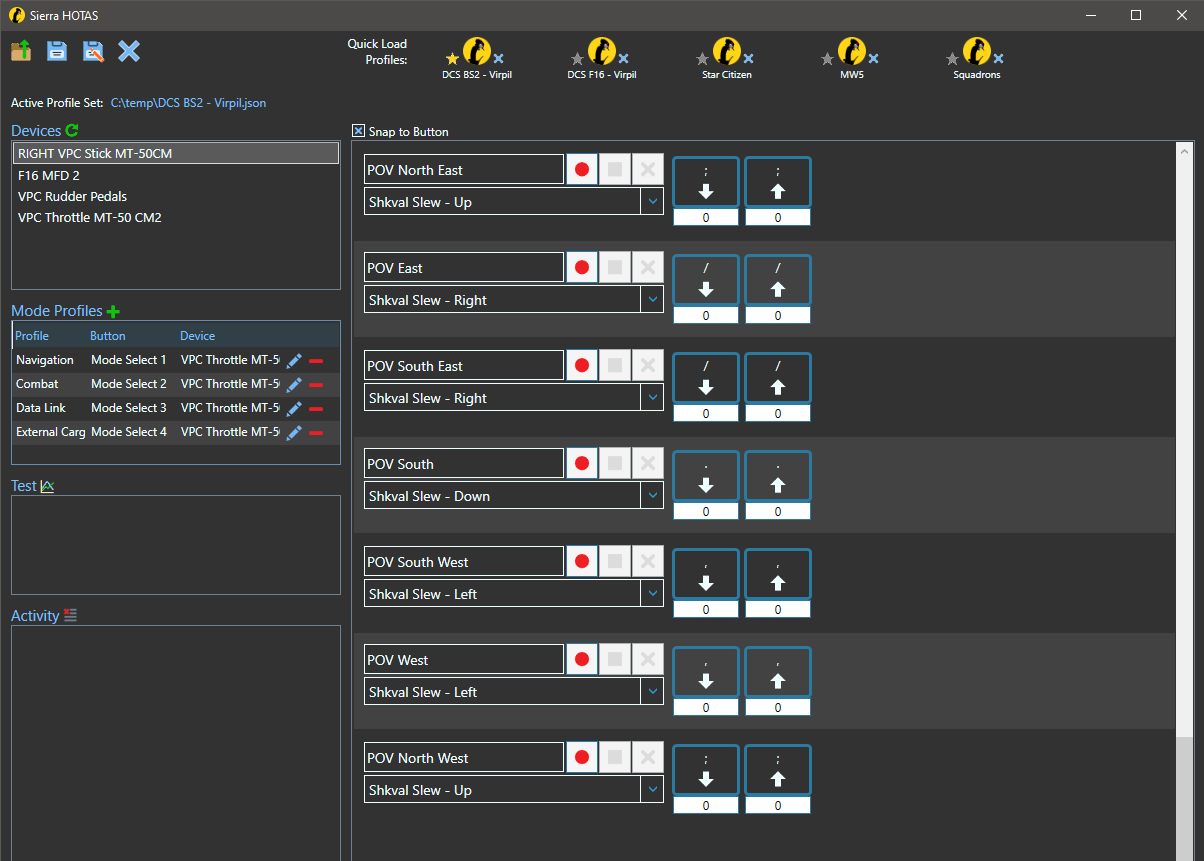 Sierra HOTAS
Quick Load
Profiles:
DCS BS2 - Virpil
DCS F16 - Virpil
Star Citizen
MW5
Squadrons
Active Profile Set: C:\temp\DCS BS2 - Virpil.json
Devices
RIGHT VPC Stick MT-50CM
F16 MFD 2
VPC Rudder Pedals
VPC Throttle MT-50 CM2
Mode Profiles
Profile Button Device
Navigation Mode Select 1 VPC Throttle MT-5
Combat Mode Select 2 VPC Throttle MT-5
Data Link Mode Select 3 VPC Throttle MT-5
External Carg Mode Select 4 VPC Throttle MT-5
Test
Activity
Snap to Button
POV North East
; ;
Shkval Slew - Up
0 0
POV East
/ /
Shkval Slew - Right
0 0
POV South East
/ /
Shkval Slew - Right
0 0
POV South
. .
Shkval Slew - Down
0 0
POV South West
, ,
Shkval Slew - Left
0 0
POV West
, ,
Shkval Slew - Left
0 0
POV North West
; ;
Shkval Slew - Up
0 0